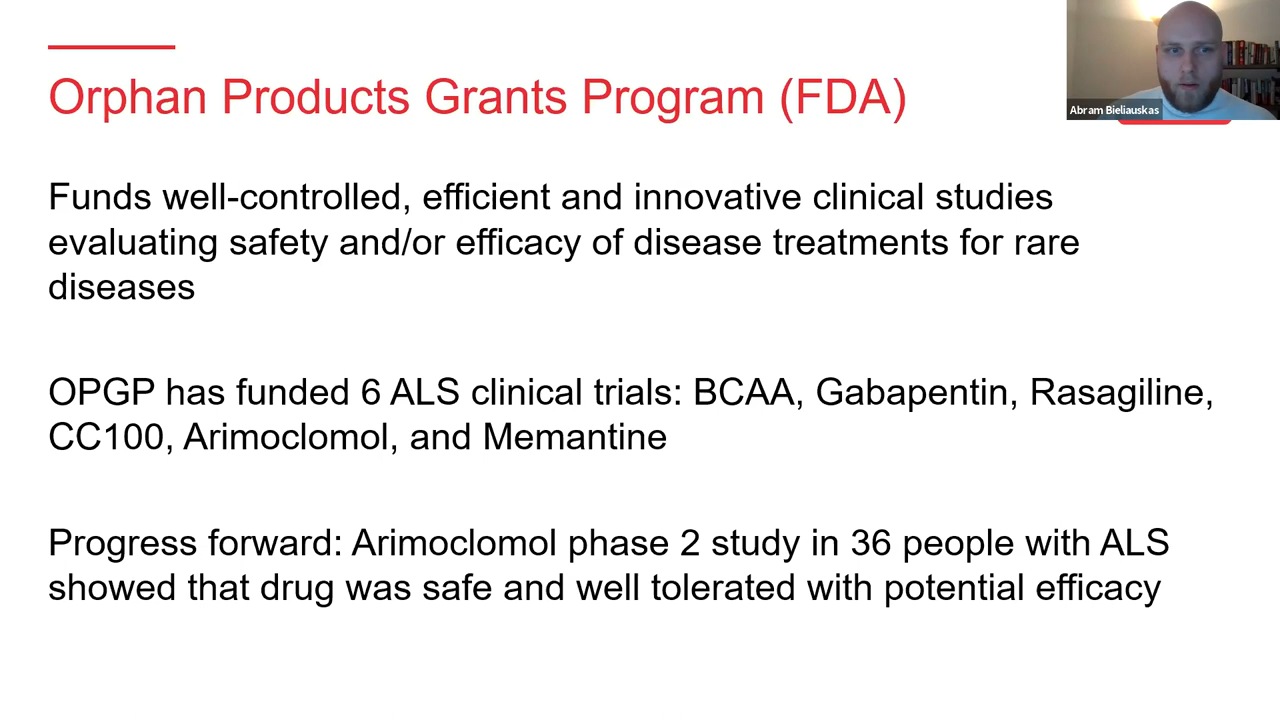 Orphan Products Grants Program (FDA)
Abram Bieliauskas
Funds well-controlled, efficient and innovative clinical studies
evaluating safety and/or efficacy of disease treatments for rare
diseases
OPGP has funded 6 ALS clinical trials: BCAA, Gabapentin, Rasagiline,
CC100, Arimoclomol, and Memantine
Progress forward: Arimoclomol phase 2 study in 36 people with ALS
showed that drug was safe and well tolerated with potential efficacy